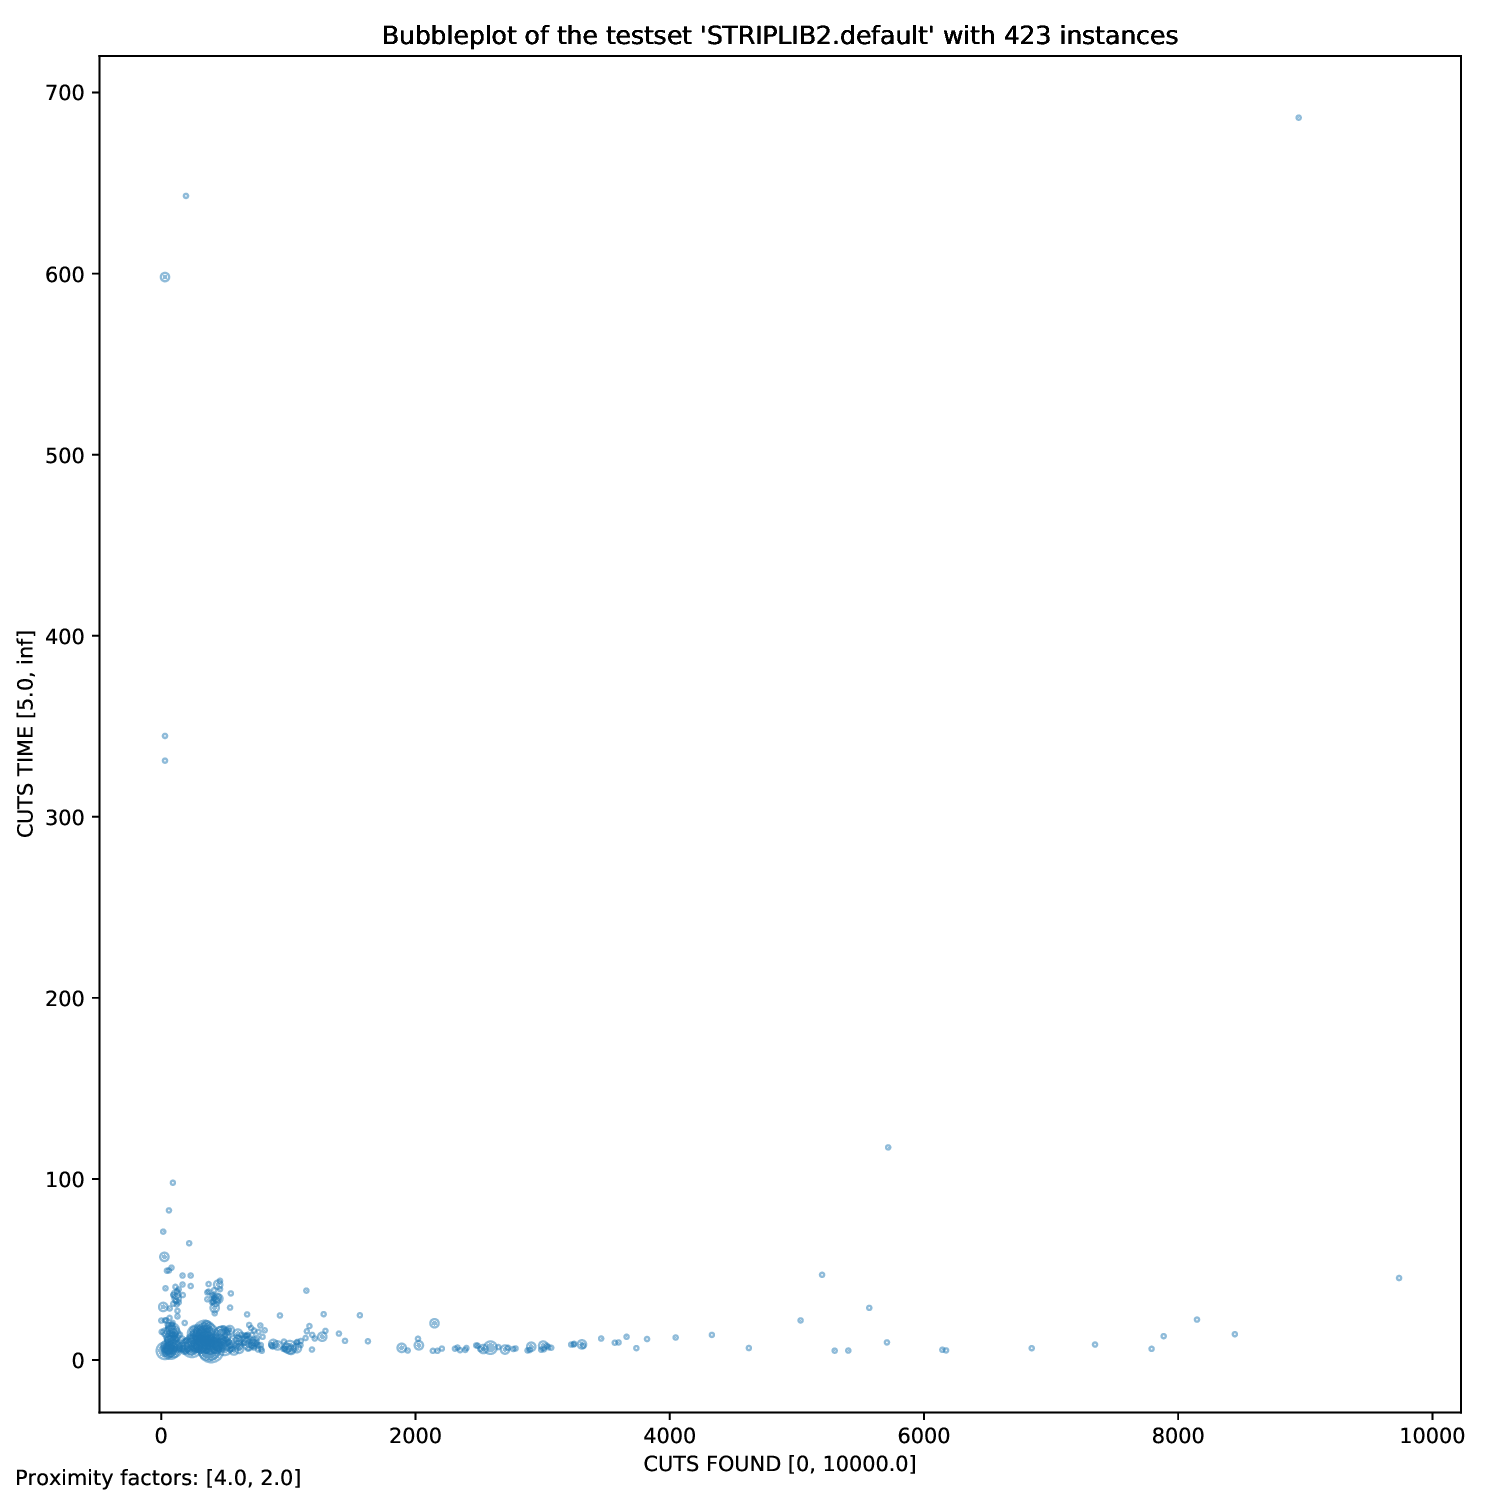 Bubbleplot of the testset 'STRIPLIB2.default' with 423 instances
700
600
500
400
300
200
100
0
CUTS TIME [5.0, inf]
0 2000 4000 6000 8000 10000
CUTS FOUND [0, 10000.0]
Proximity factors: [4.0, 2.0]